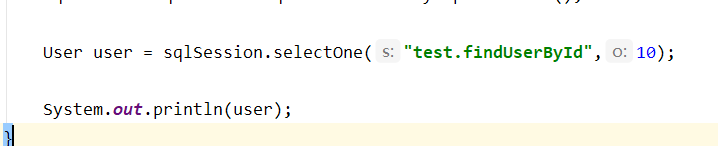 User user = sqlSession.selectOne( s: "test.findUserById", o: 10);
System.out.println(user);
}